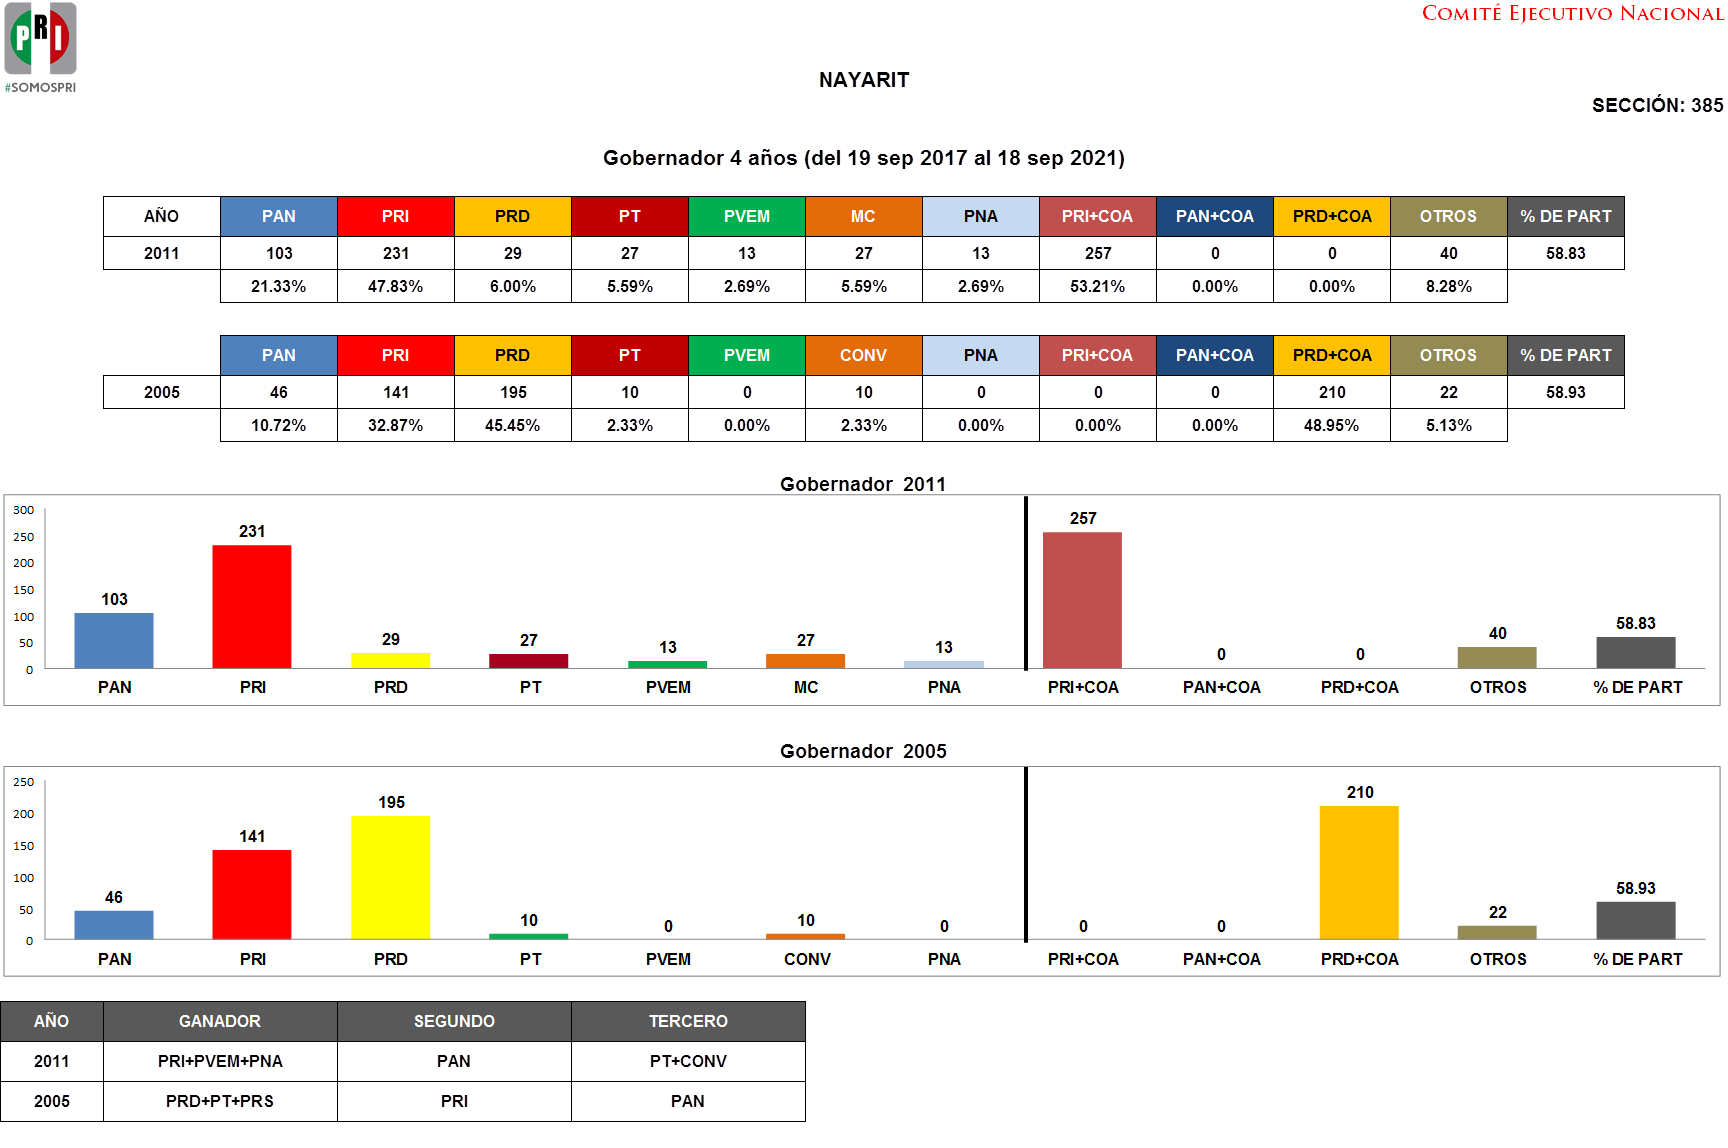 PRI
#SOMOSPRI
COMITÉ EJECUTIVO NACIONAL
NAYARIT
SECCIÓN: 385
Gobernador 4 años (del 19 sep 2017 al 18 sep 2021)
AÑO PAN PRI PRD PT PVEM MC PNA PRI+COA PAN+COA PRD+COA OTROS % DE PART
2011 103 231 29 27 13 27 13 257 0 0 40 58.83
21.33% 47.83% 6.00% 5.59% 2.69% 5.59% 2.69% 53.21% 0.00% 0.00% 8.28%
PAN PRI PRD PT PVEM CONV PNA PRI+COA PAN+COA PRD+COA OTROS % DE PART
2005 46 141 195 10 0 10 0 0 0 210 22 58.93
10.72% 32.87% 45.45% 2.33% 0.00% 2.33% 0.00% 0.00% 0.00% 48.95% 5.13%
Gobernador 2011
300
250
200
150
100
50
0
103 231 29 27 13 27 13 257 0 0 40 58.83
PAN PRI PRD PT PVEM MC PNA PRI+COA PAN+COA PRD+COA OTROS % DE PART
Gobernador 2005
250
200
150
100
50
0
46 141 195 10 0 10 0 0 0 210 22 58.93
PAN PRI PRD PT PVEM CONV PNA PRI+COA PAN+COA PRD+COA OTROS % DE PART
AÑO GANADOR SEGUNDO TERCERO
2011 PRI+PVEM+PNA PAN PT+CONV
2005 PRD+PT+PRS PRI PAN